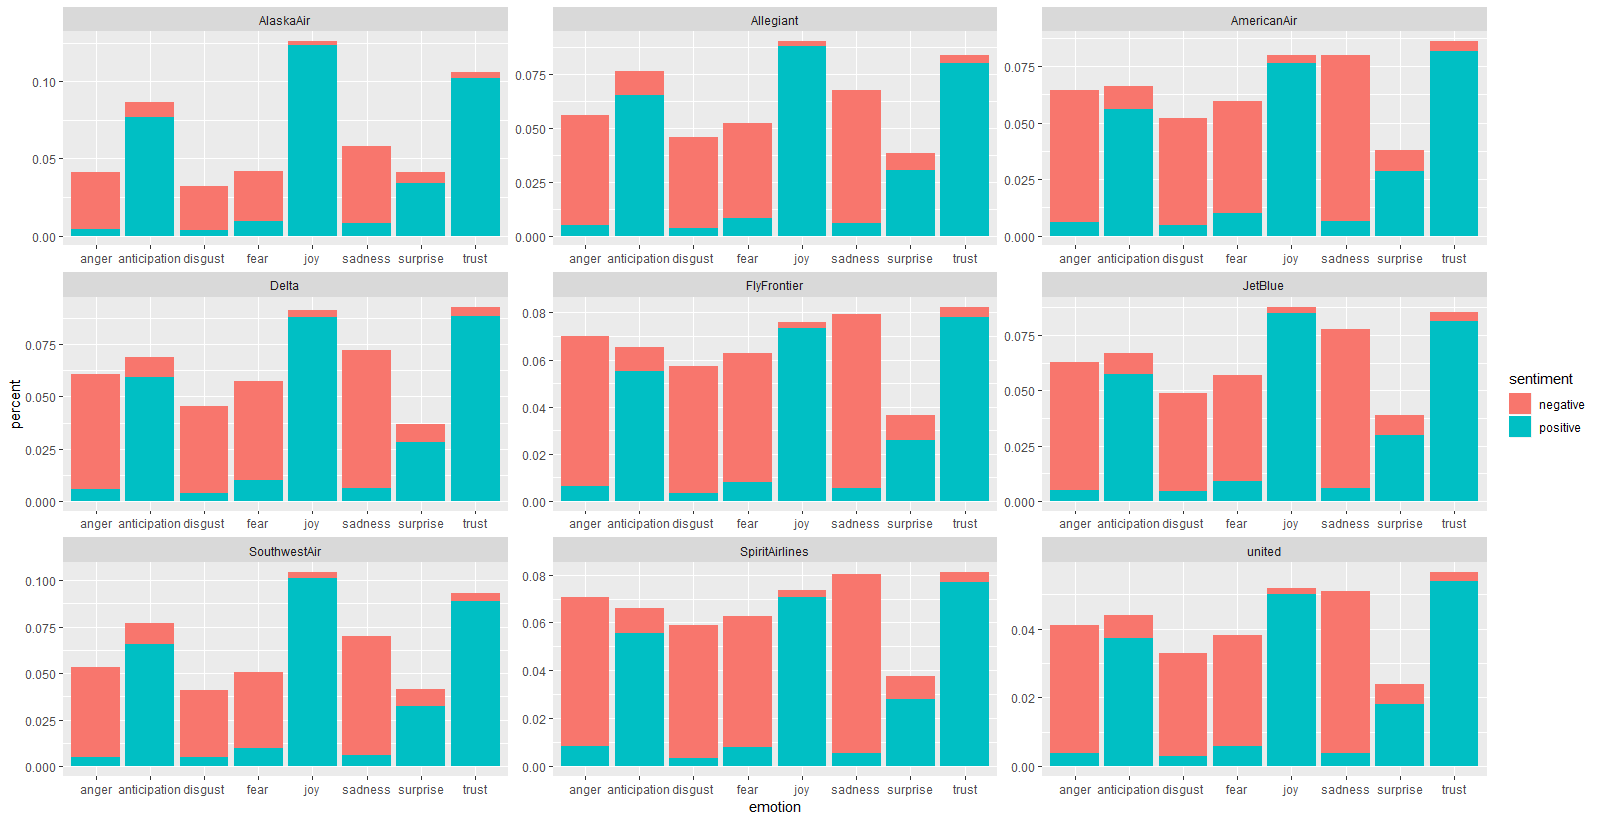 AlaskaAir
Allegiant
AmericanAir
0.10
0.05
0.00
0.075
0.050
0.025
0.000
0.075
0.050
0.025
0.000
anger anticipation disgust fear joy sadness surprise trust
anger anticipation disgust fear joy sadness surprise trust
anger anticipation disgust fear joy sadness surprise trust
Delta
FlyFrontier
JetBlue
percent
0.075
0.050
0.025
0.000
0.08
0.06
0.04
0.02
0.00
0.075
0.050
0.025
0.000
anger anticipation disgust fear joy sadness surprise trust
anger anticipation disgust fear joy sadness surprise trust
anger anticipation disgust fear joy sadness surprise trust
sentiment
negative
positive
SouthwestAir
SpiritAirlines
united
0.100
0.075
0.050
0.025
0.000
0.08
0.06
0.04
0.02
0.00
0.04
0.02
0.00
anger anticipation disgust fear joy sadness surprise trust
anger anticipation disgust fear joy sadness surprise trust
anger anticipation disgust fear joy sadness surprise trust
emotion